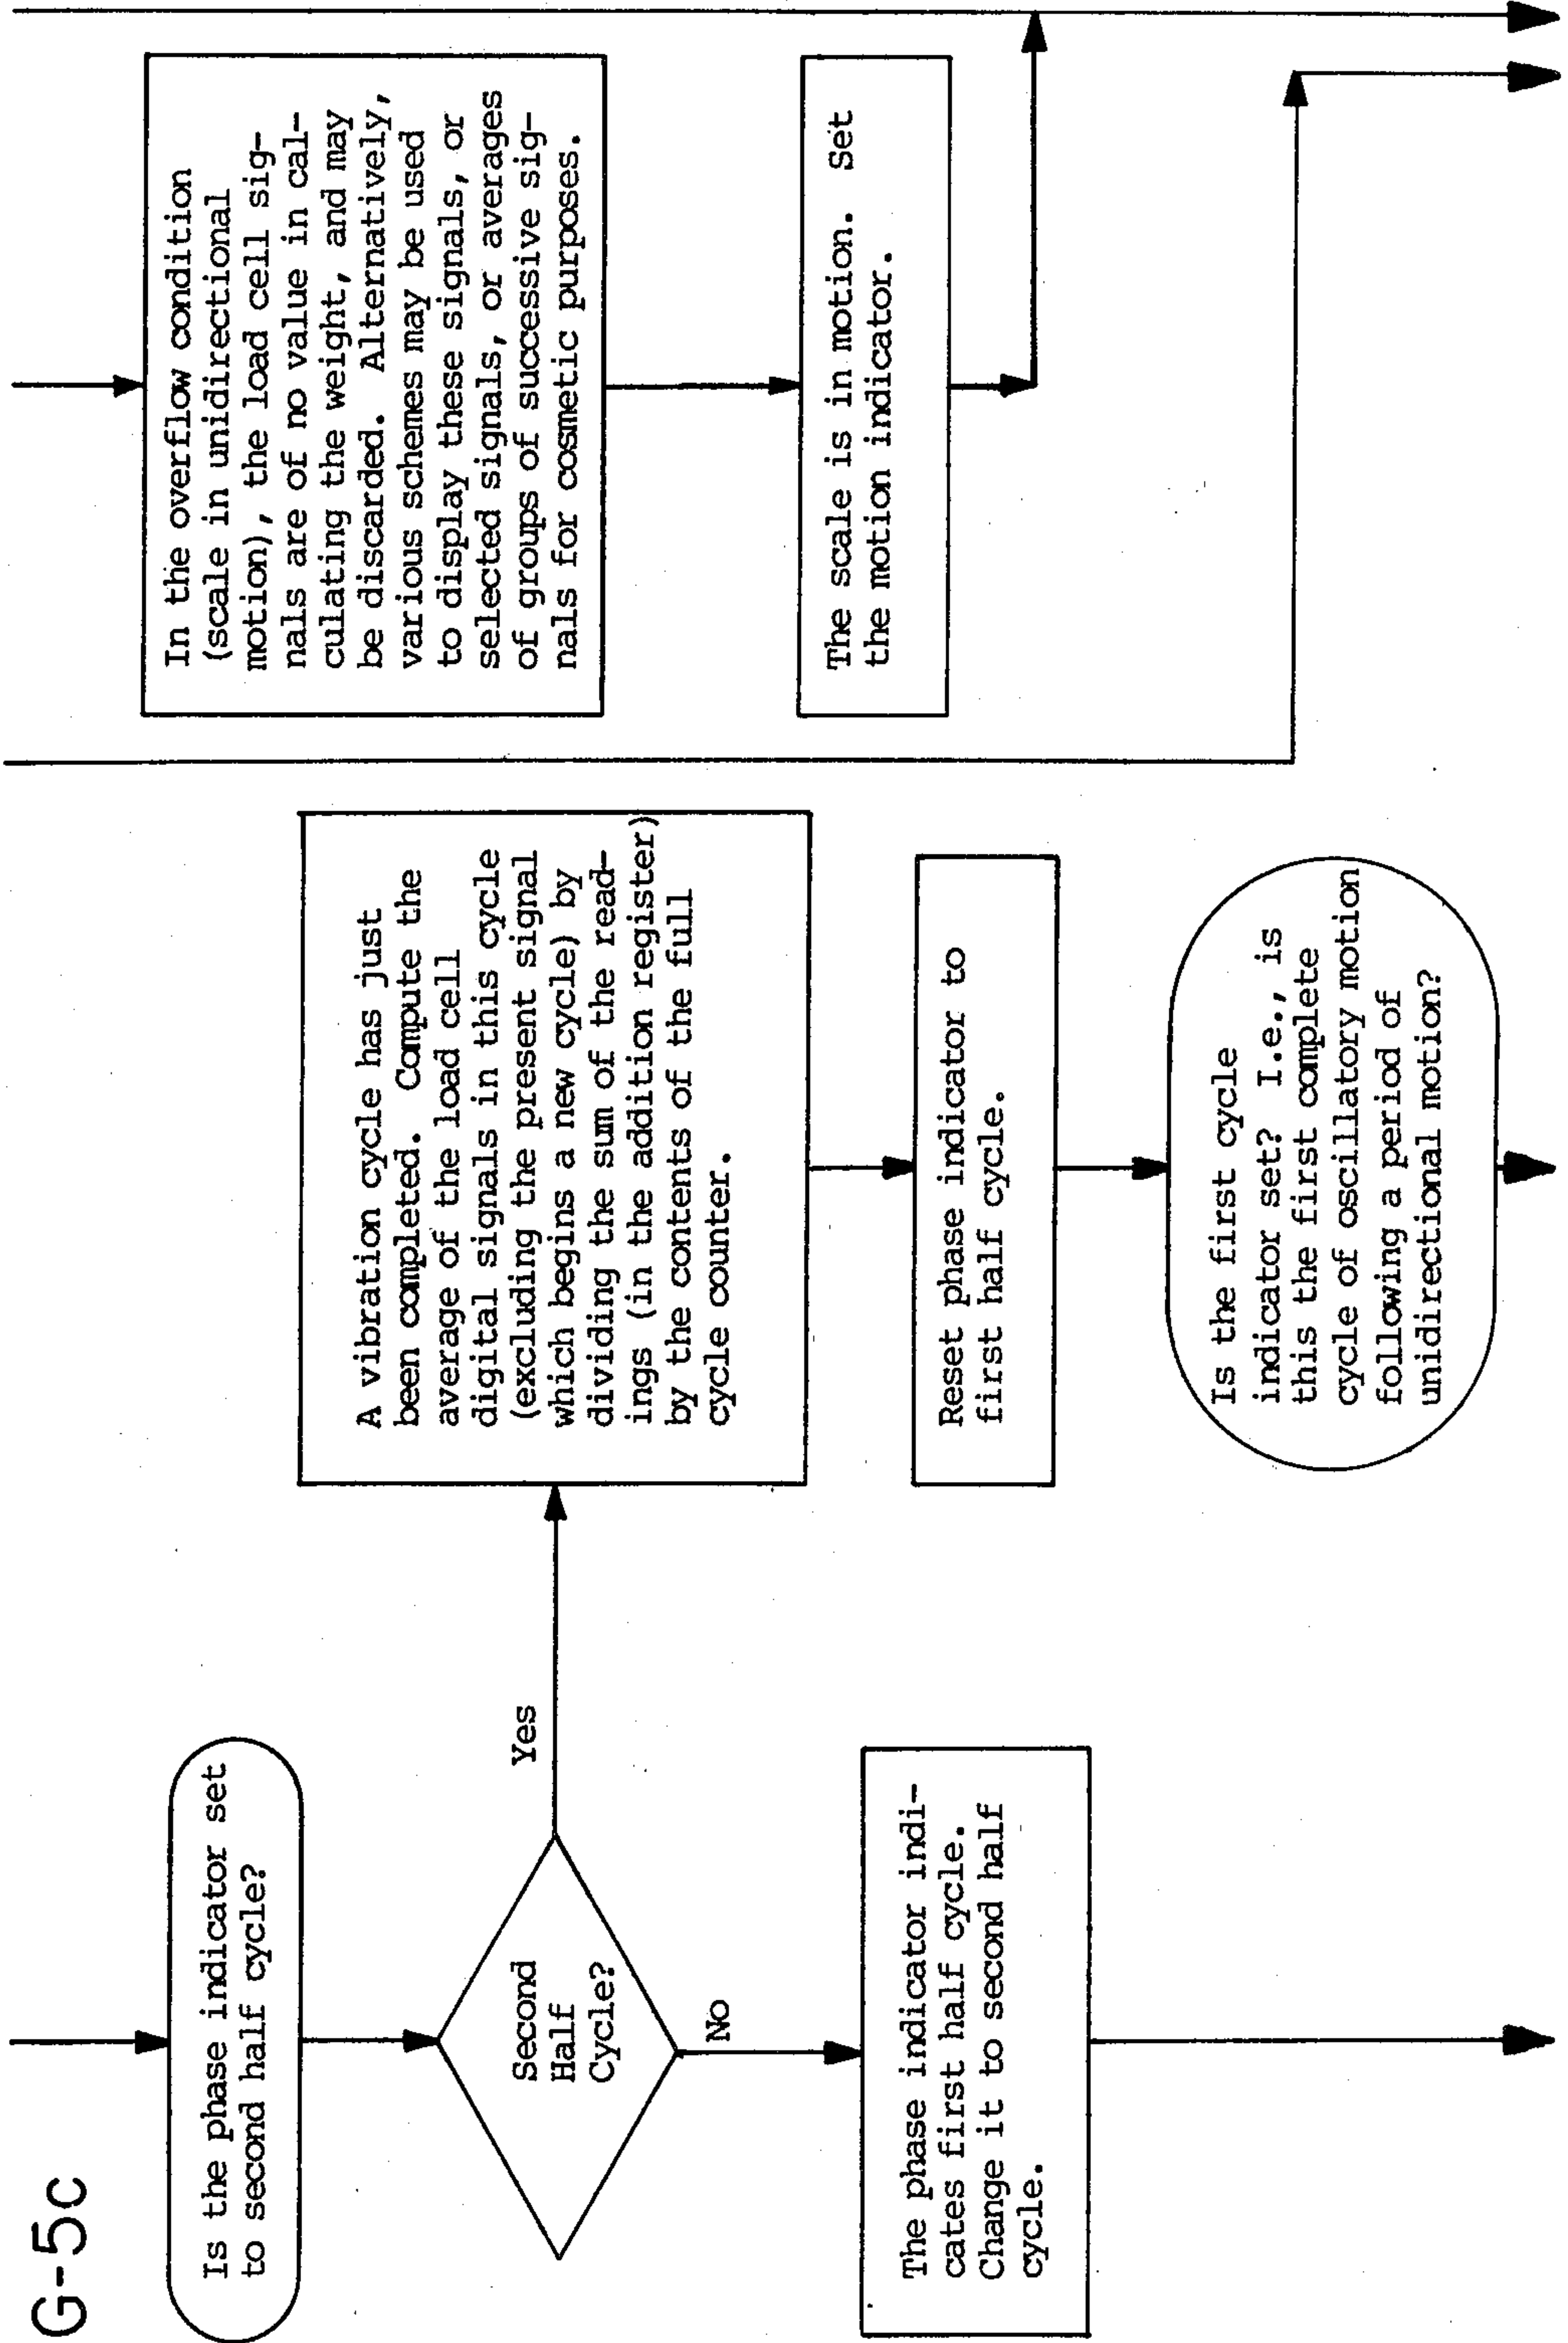 G-5c
Is the phase indicator set
to second half cycle?
Second
Half
Cycle?
Yes
No
The phase indicator indi-
cates first half cycle.
Change it to second half
cycle.
A vibration cycle has just
been completed. Compute the
average of the load cell
digital signals in this cycle
(excluding the present signal
which begins a new cycle) by
dividing the sum of the read-
ings (in the addition register)
by the contents of the full
cycle counter.
Reset phase indicator to
first half cycle.
Is the first cycle
indicator set? I.e., is
this the first complete
cycle of oscillatory motion
following a period of
unidirectional motion?
In the overflow condition
(scale in unidirectional
motion), the load cell sig-
nals are of no value in cal-
culating the weight, and may
be discarded. Alternatively,
various schemes may be used
to display these signals, or
selected signals, or averages
of groups of successive sig-
nals for cosmetic purposes.
The scale is in motion. Set
the motion indicator.